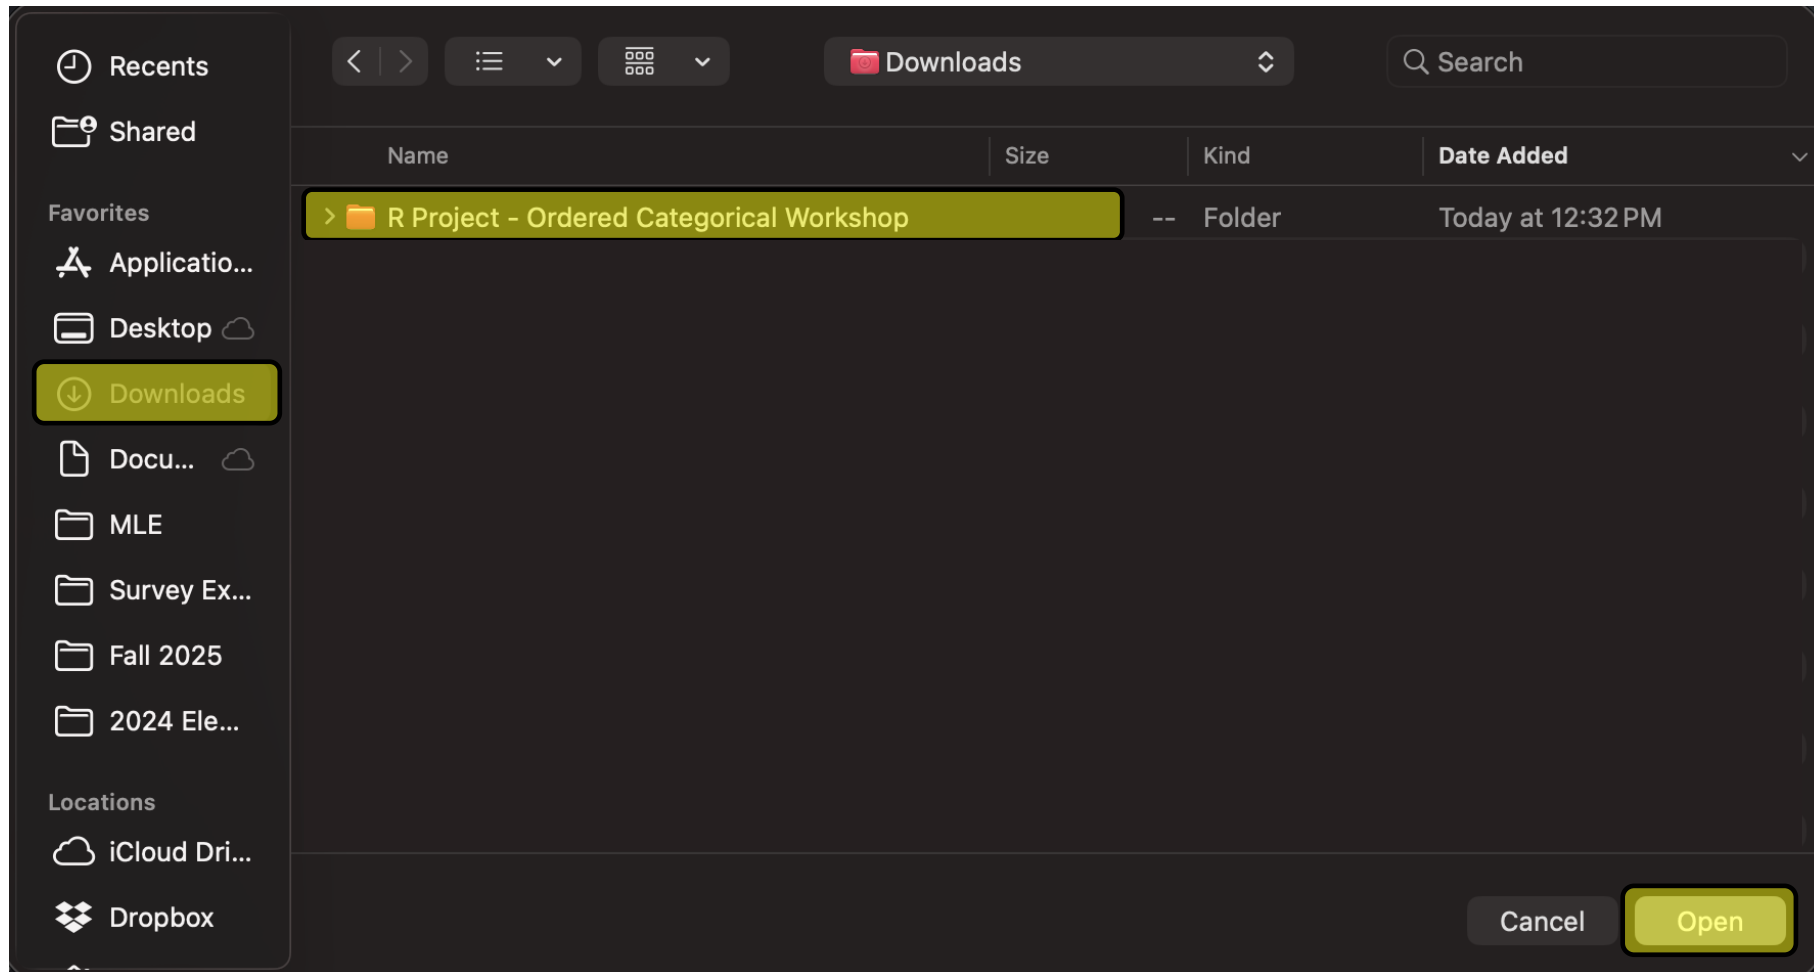 Recents
Shared
Favorites
Applicatio...
Desktop
Downloads
Docu...
MLE
Survey Ex...
Fall 2025
2024 Ele...
Locations
iCloud Dri...
Dropbox
Downloads
Search
Name Size Kind Date Added
R Project - Ordered Categorical Workshop -- Folder Today at 12:32 PM
Cancel Open